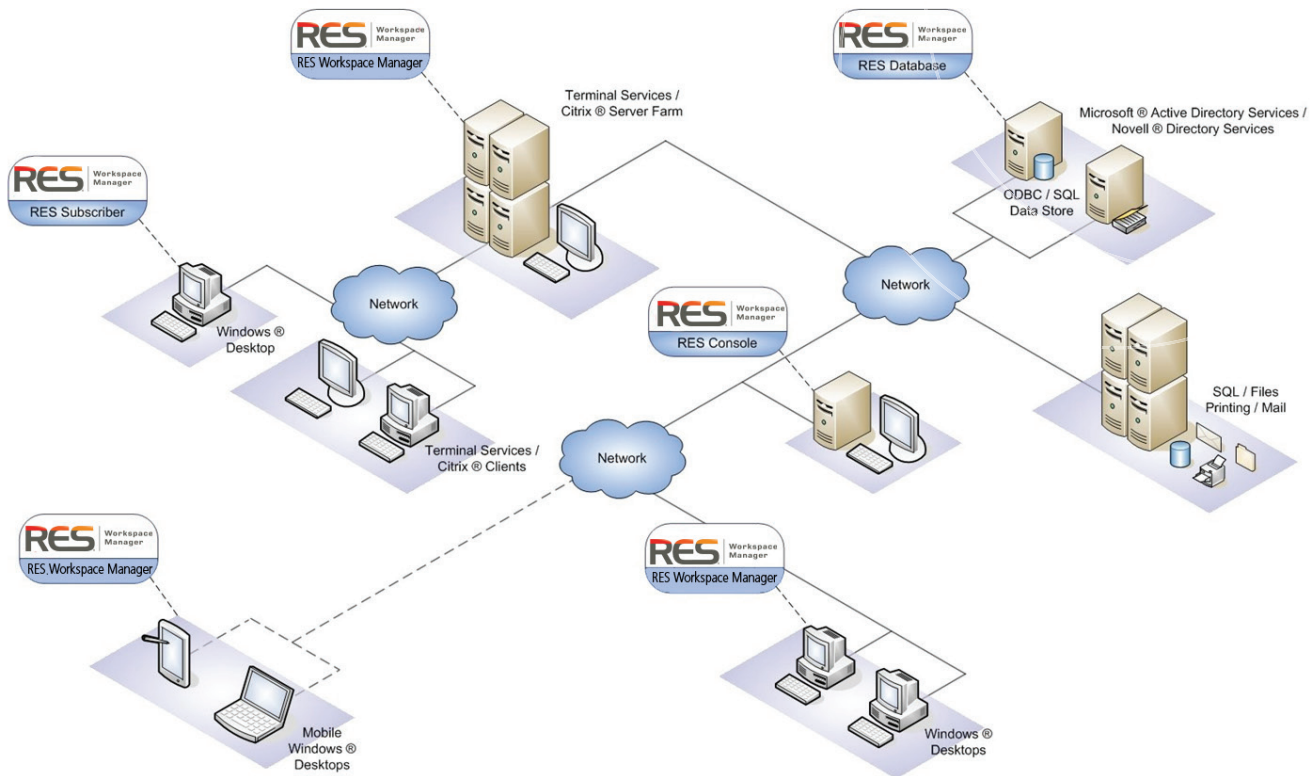 RES Workspace
Manager
RES Workspace Manager
RES Workspace
Manager
RES Database
Terminal Services /
Citrix ® Server Farm
Microsoft ® Active Directory Services /
Novell ® Directory Services
RES Workspace
Manager
RES Subscriber
ODBC / SQL
Data Store
Network
Network
Windows ®
Desktop
RES Workspace
Manager
RES Console
SQL / Files
Printing / Mail
Terminal Services /
Citrix ® Clients
Network
RES Workspace
Manager
RES Workspace Manager
RES Workspace
Manager
RES Workspace Manager
Mobile
Windows ®
Desktops
Windows ®
Desktops